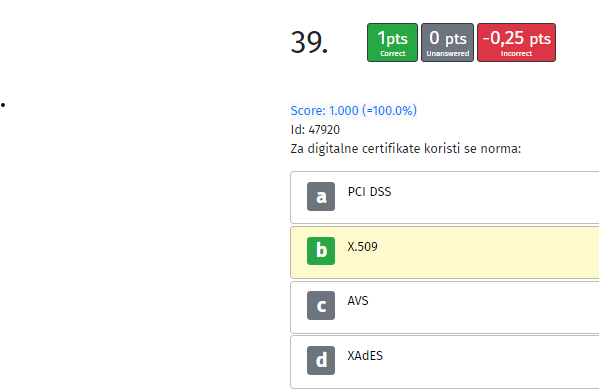 39.
1pts
Correct
0 pts
Unanswered
-0,25 pts
Incorrect
Score: 1.000 (=100.0%)
Id: 47920
Za digitalne certifikate koristi se norma:
a PCI DSS
b X.509
c AVS
d XAdES